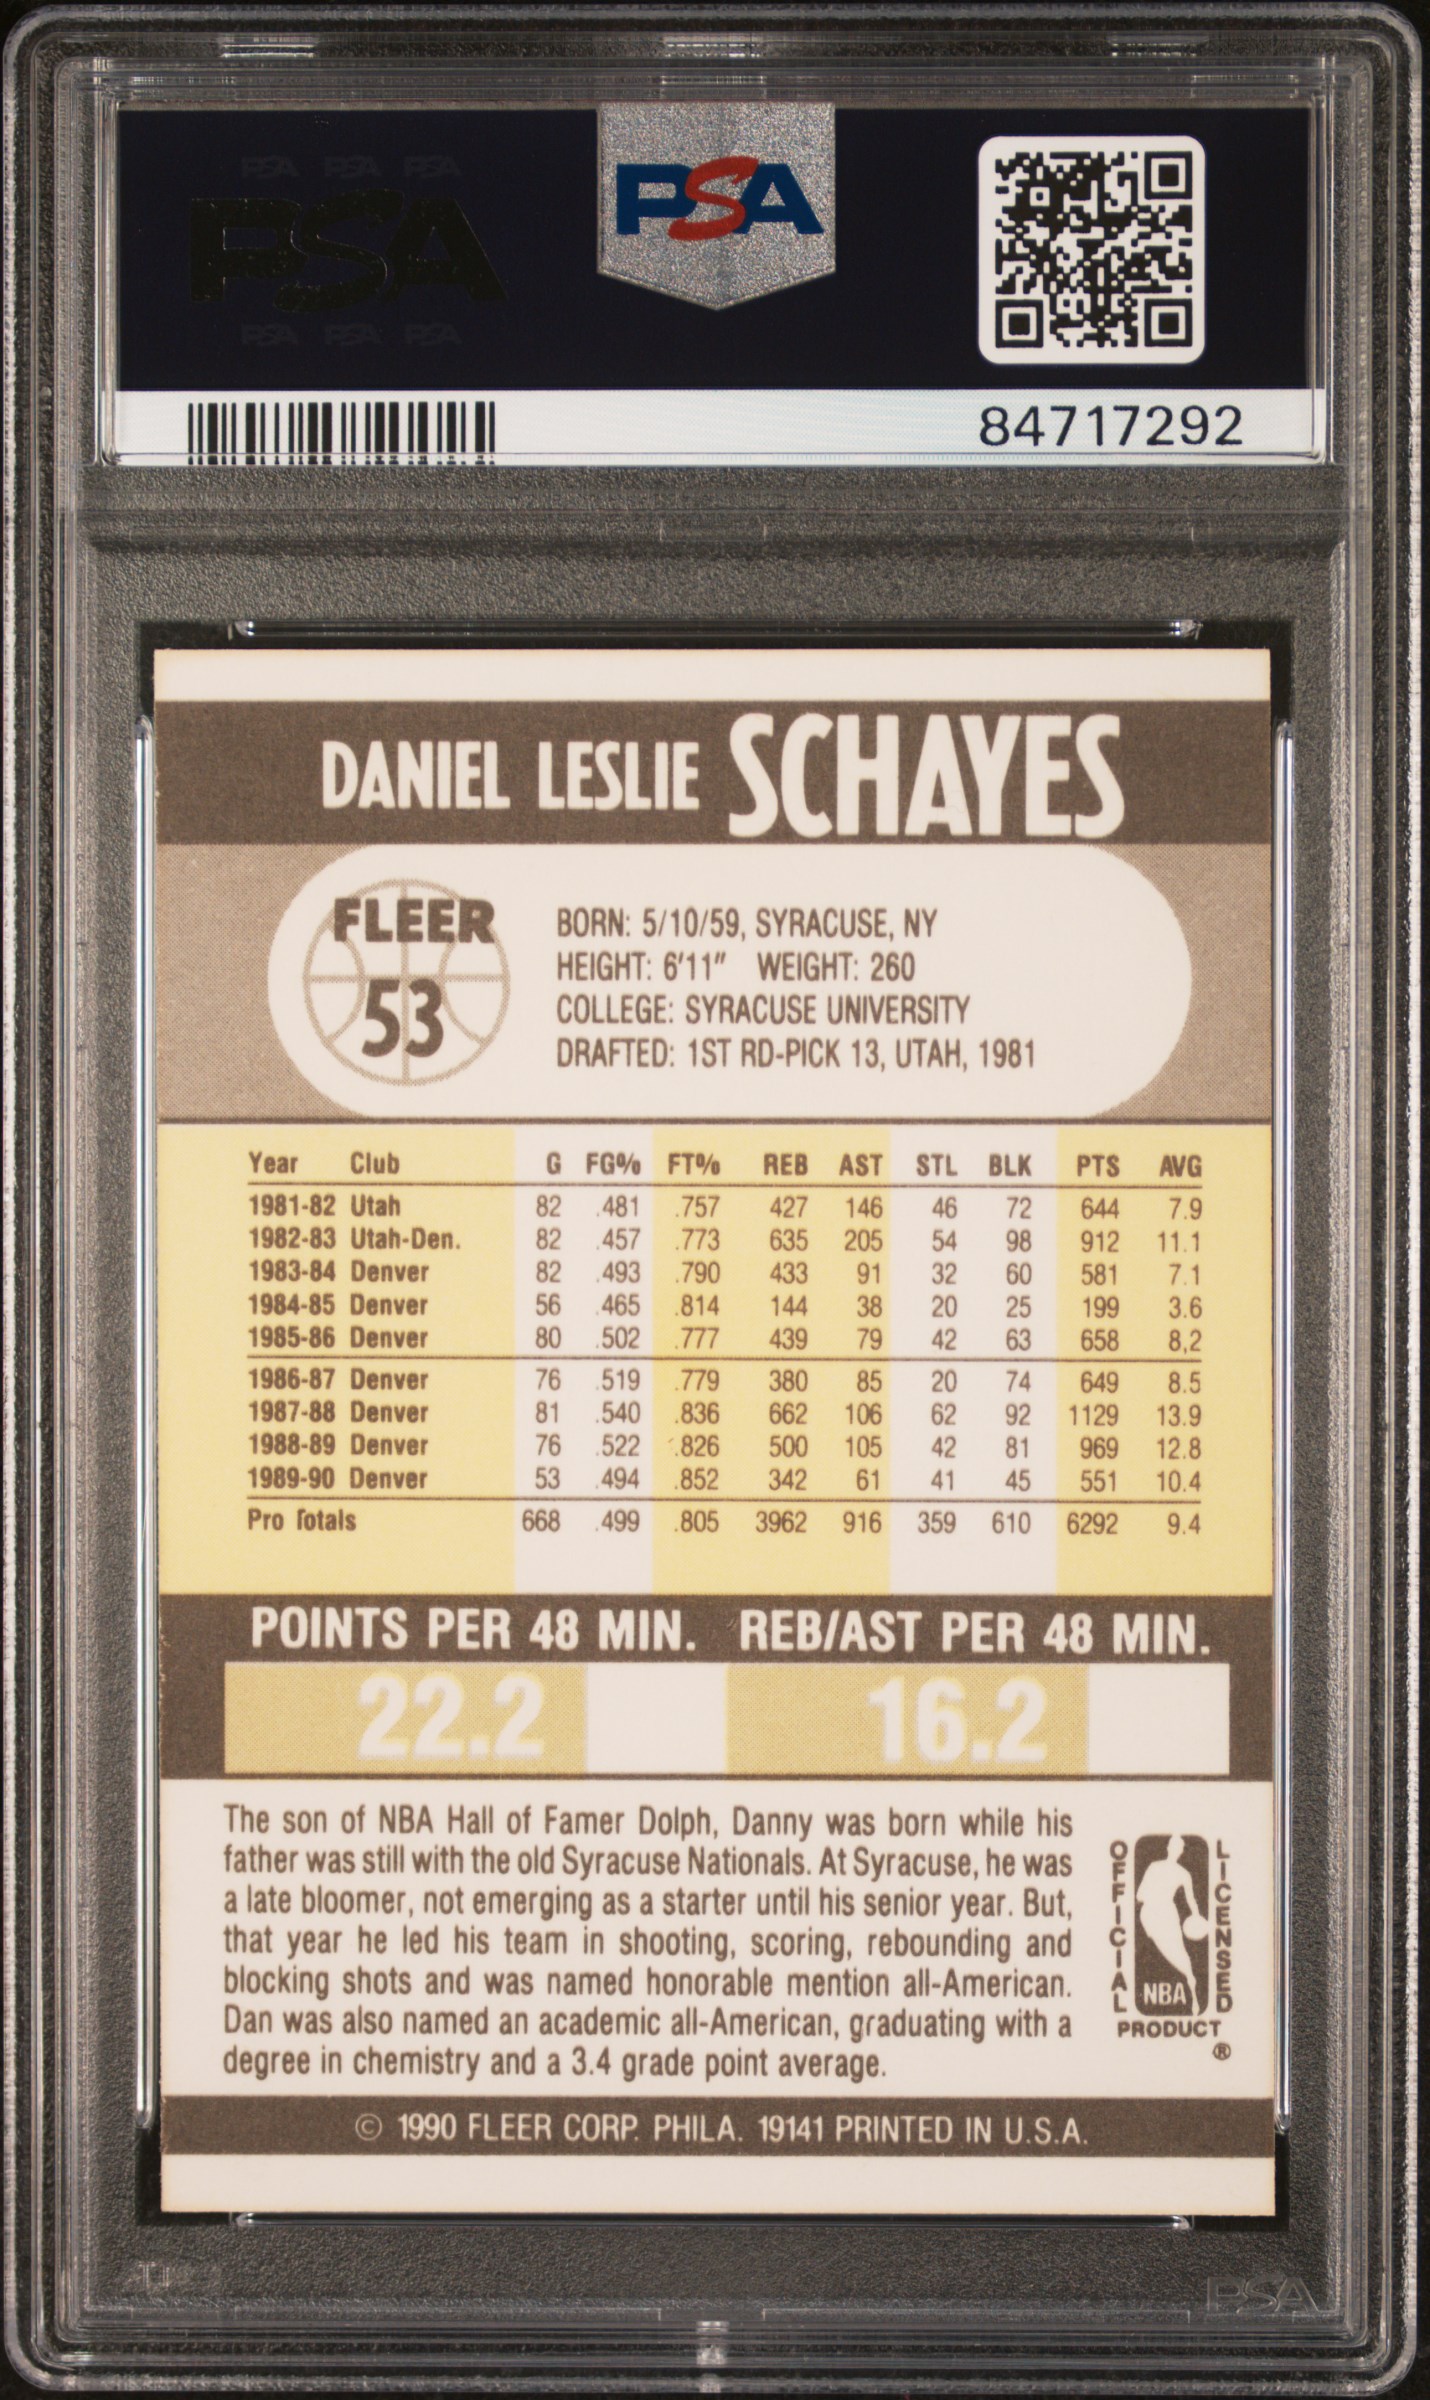 PSA PSA PSA
PSA
PSA PSA PSA
PSA
84717292
DANIEL LESLIE SCHAYES
FLEER
53
BORN: 5/10/59, SYRACUSE, NY
HEIGHT: 6'11" WEIGHT: 260
COLLEGE: SYRACUSE UNIVERSITY
DRAFTED: 1ST RD-PICK 13, UTAH, 1981
Year Club G FG% FT% REB AST STL BLK PTS AVG
1981-82 Utah 82 .481 .757 427 146 46 72 644 7.9
1982-83 Utah-Den. 82 .457 .773 635 205 54 98 912 11.1
1983-84 Denver 82 .493 .790 433 91 32 60 581 7.1
1984-85 Denver 56 .465 .814 144 38 20 25 199 3.6
1985-86 Denver 80 .502 .777 439 79 42 63 658 8,2
1986-87 Denver 76 .519 .779 380 85 20 74 649 8.5
1987-88 Denver 81 .540 .836 662 106 62 92 1129 13.9
1988-89 Denver 76 .522 .826 500 105 42 81 969 12.8
1989-90 Denver 53 .494 .852 342 61 41 45 551 10.4
Pro Totals 668 .499 .805 3962 916 359 610 6292 9.4
POINTS PER 48 MIN. REB/AST PER 48 MIN.
22.2 16.2
The son of NBA Hall of Famer Dolph, Danny was born while his
father was still with the old Syracuse Nationals. At Syracuse, he was
a late bloomer, not emerging as a starter until his senior year. But,
that year he led his team in shooting, scoring, rebounding and
blocking shots and was named honorable mention all-American.
Dan was also named an academic all-American, graduating with a
degree in chemistry and a 3.4 grade point average.
OFFICIAL
LICENSED
NBA
PRODUCT
®
© 1990 FLEER CORP. PHILA. 19141 PRINTED IN U.S.A.
PSA